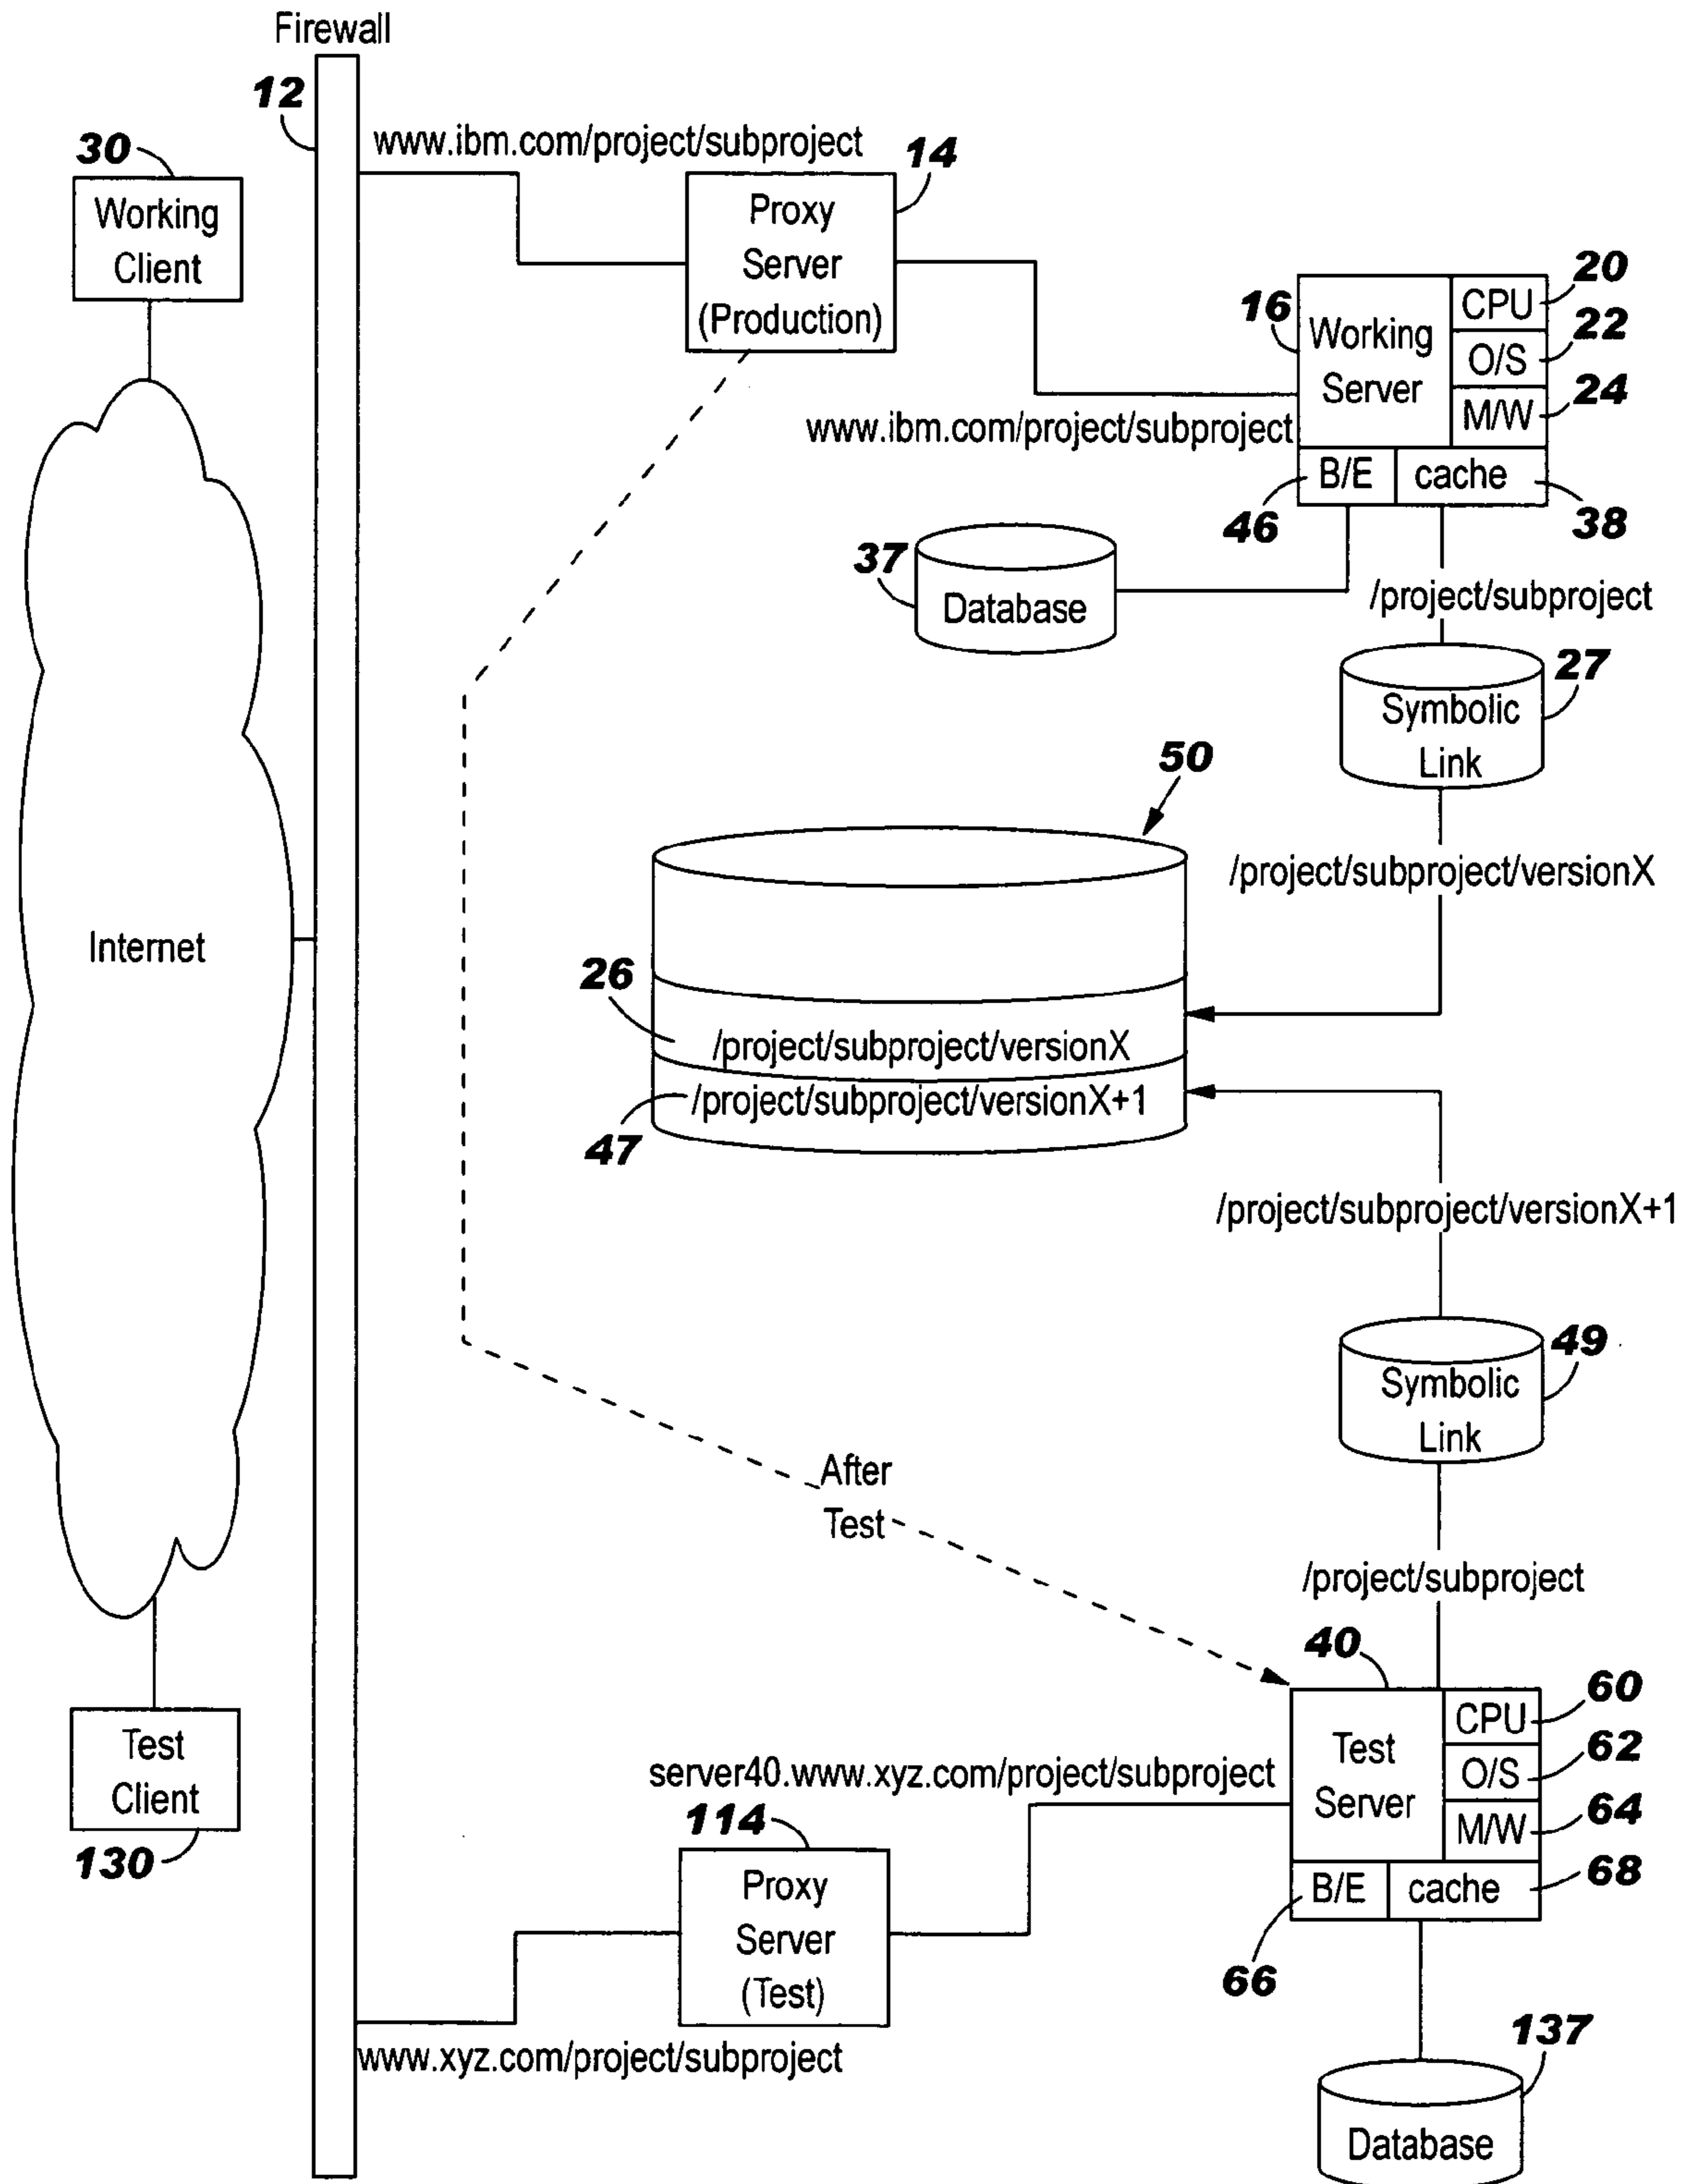 Firewall
12
www.ibm.com/project/subproject
30
14
Working
Client
Proxy
Server
(Production)
16
Working
Server
CPU
20
O/S
22
M/W
24
www.ibm.com/project/subproject
B/E
cache
46
38
37
Database
/project/subproject
27
Symbolic
Link
50
/project/subproject/versionX
Internet
26
/project/subproject/versionX
/project/subproject/versionX+1
47
/project/subproject/versionX+1
49
Symbolic
Link
After
Test
/project/subproject
40
Test
Server
CPU
60
O/S
62
M/W
64
Test
Client
130
server40.www.xyz.com/project/subproject
114
Proxy
Server
(Test)
B/E
cache
68
66
www.xyz.com/project/subproject
137
Database